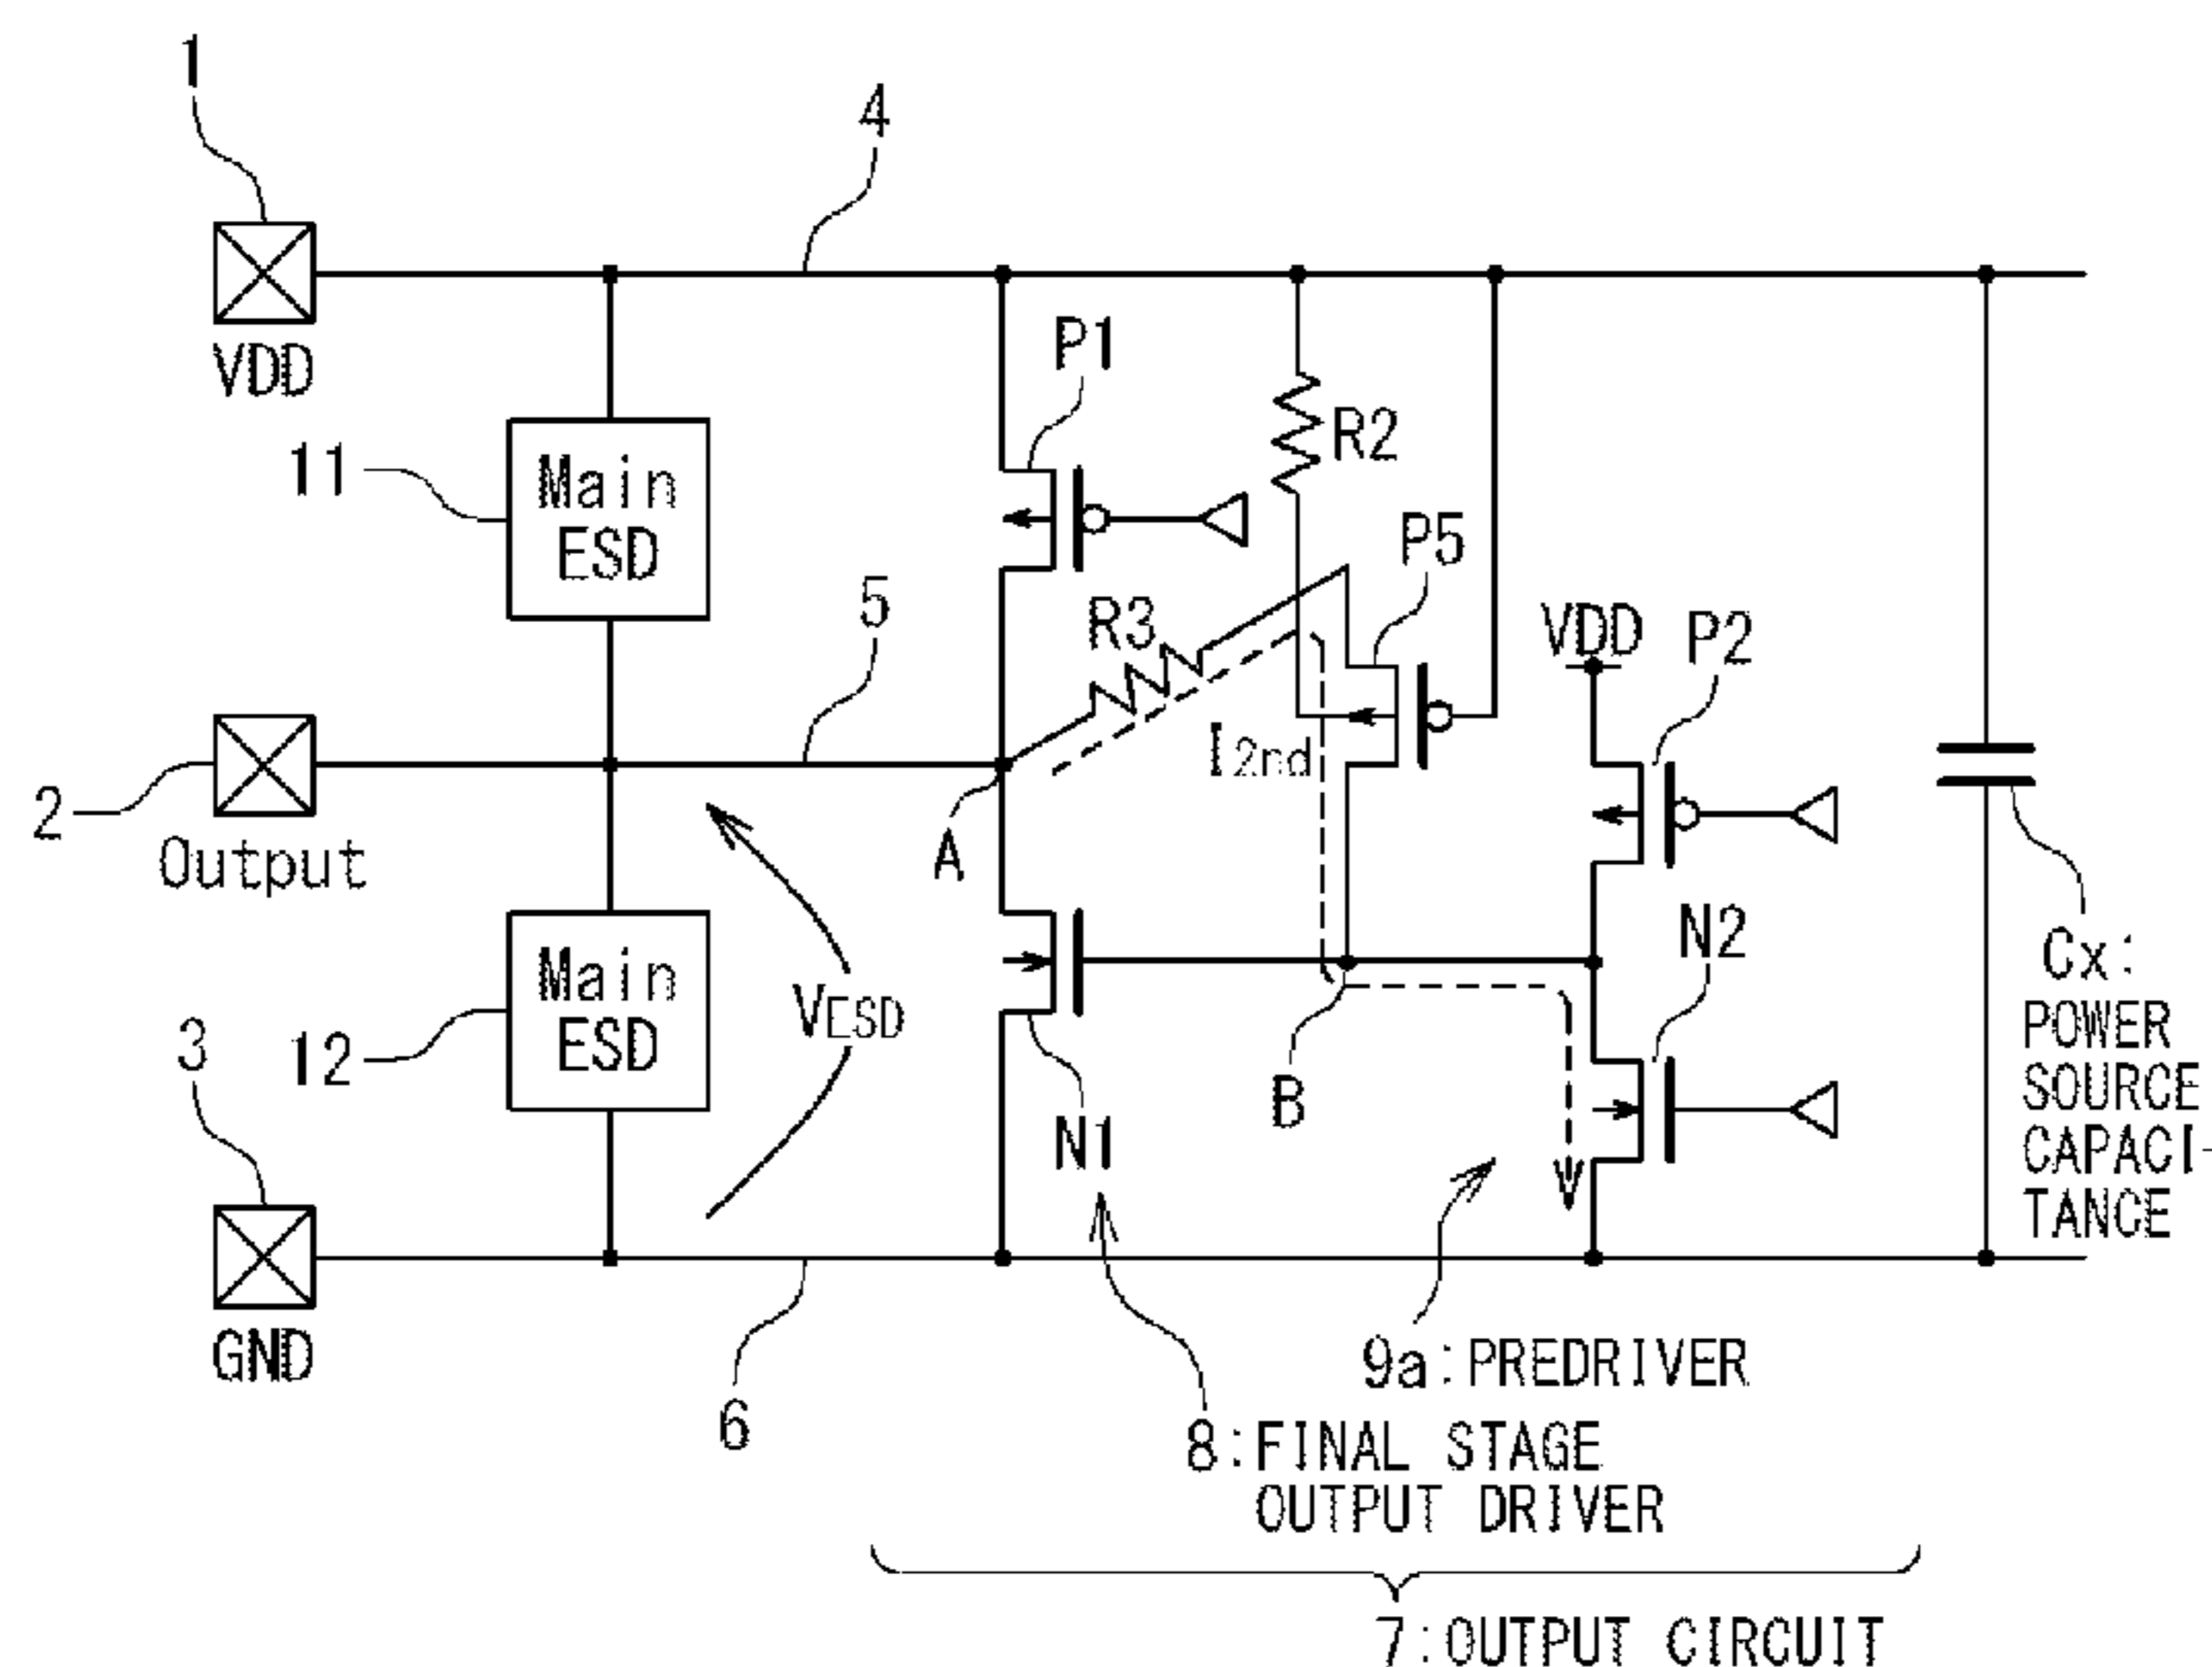 1
4
VDD
P1
R2
11
Main
ESD
P5
5
R3
VDD
P2
I2nd
2
Output
A
N2
Cx:
POWER
SOURCE
CAPACI-
TANCE
Main
ESD
VESD
12
3
B
N1
GND
6
9a:PREDRIVER
8:FINAL STAGE
OUTPUT DRIVER
7:OUTPUT CIRCUIT